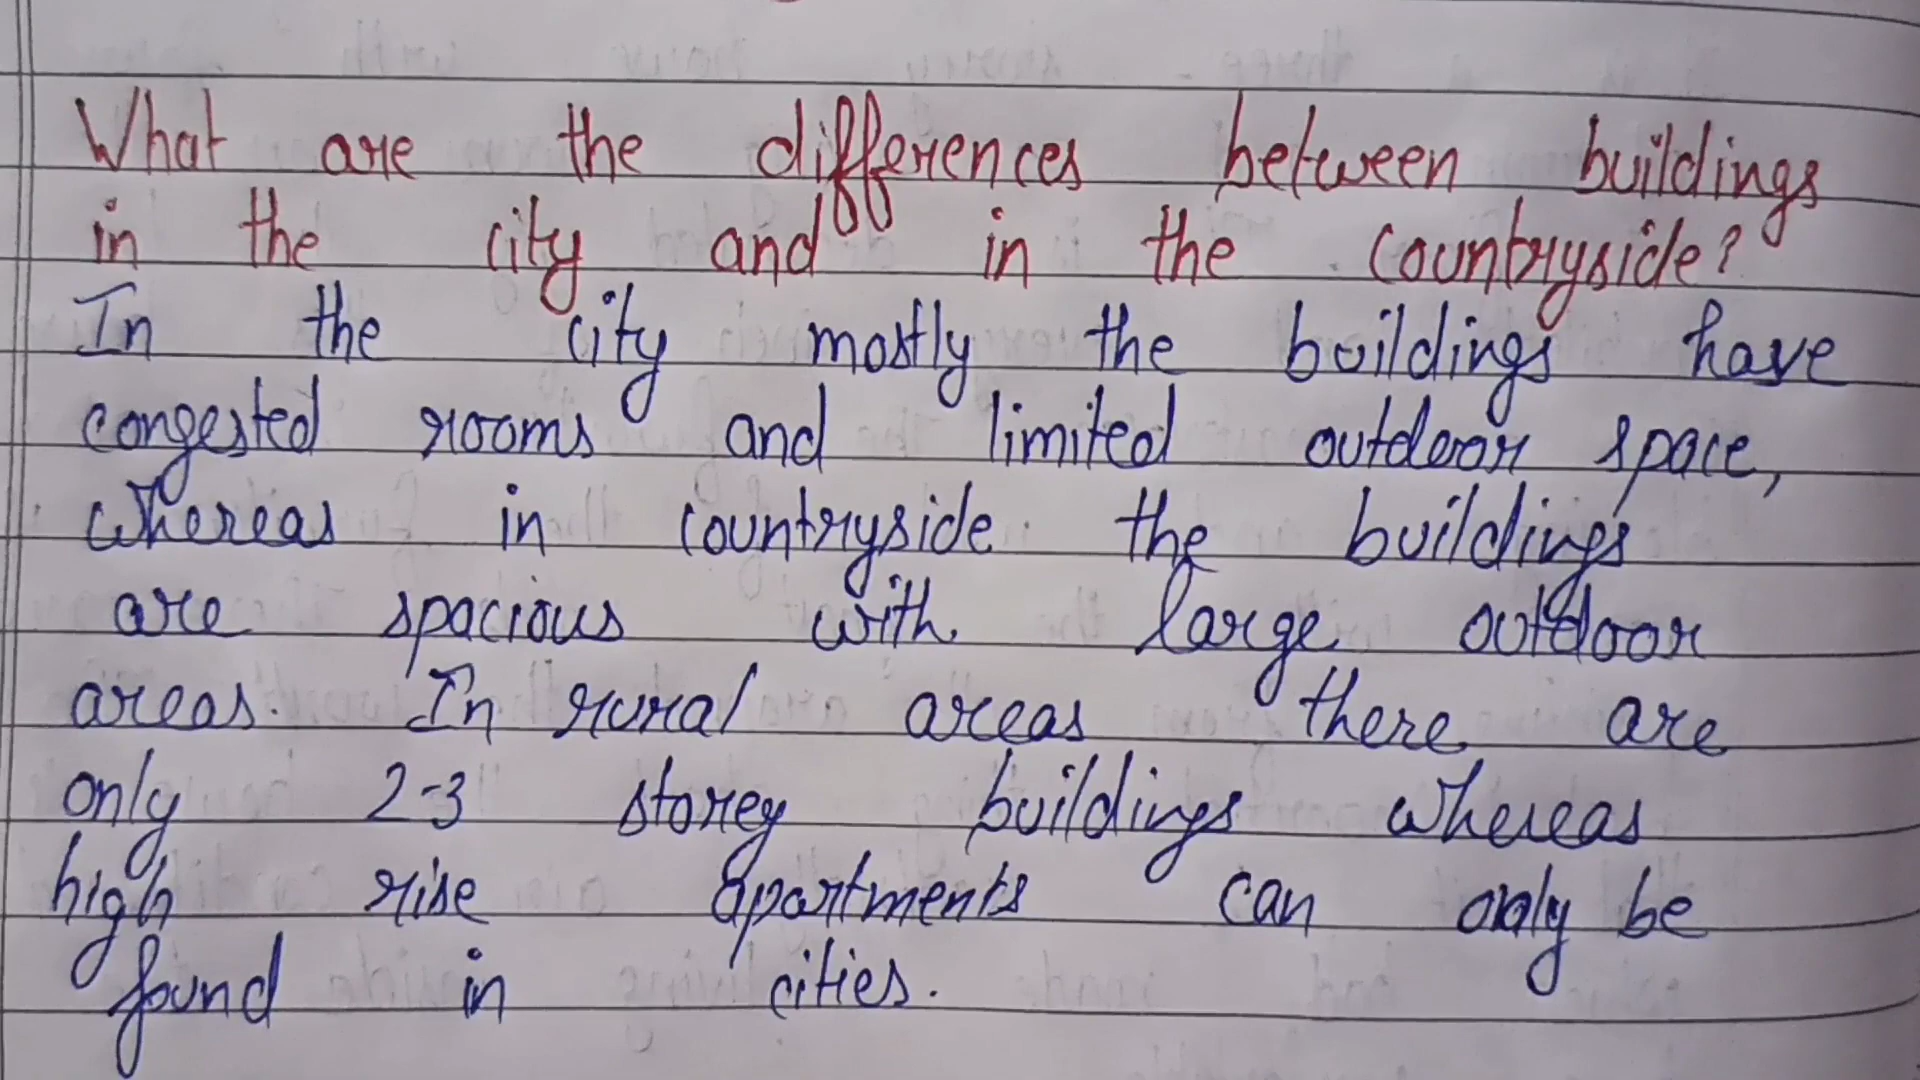 What are the differences between buildings
in the city and in the countryside?
In the city mostly the buildings have
congested rooms and limited outdoor space,
whereas in countryside the buildings
are spacious with large outdoor
areas. In rural areas there are
only 2-3 storey buildings whereas
high rise apartments can only be
found in cities.